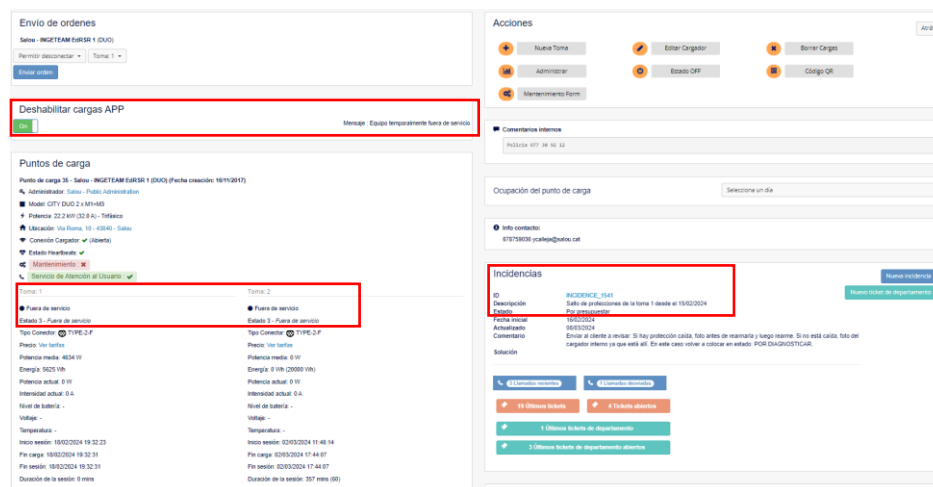 Envío de ordenes
Salou - INGETEAM EdRSR 1 (DUO)
Permitir desconectar
Toma: 1
Enviar orden
Deshabilitar cargas APP
On
Mensaje : Equipo temporalmente fuera de servicio
Puntos de carga
Punto de carga 35 - Salou - INGETEAM EdRSR 1 (DUO) (Fecha creación: 16/11/2017)
Administrador: Salou - Public Administration
Model: CITY DUO 2 x M1+M3
Potencia: 22.2 kW (32.0 A) - Trifásico
Ubicación: Via Roma, 10 - 43840 - Salou
Conexión Cargador: ✔ (Abierta)
Estado Heartbeats: ✔
Mantenimiento : ✖
Servicio de Atención al Usuario : ✔
Toma: 1
Fuera de servicio
Estado 3 - Fuera de servicio
Tipo Conector: TYPE-2-F
Precio: Ver tarifas
Potencia media: 4634 W
Energía: 5625 Wh
Potencia actual: 0 W
Intensidad actual: 0 A
Nivel de batería: -
Voltaje: -
Temperatura: -
Inicio sesión: 18/02/2024 19:32:23
Fin carga: 18/02/2024 19:32:31
Fin sesión: 18/02/2024 19:32:31
Duración de la sesión: 0 mins
Toma: 2
Fuera de servicio
Estado 3 - Fuera de servicio
Tipo Conector: TYPE-2-F
Precio: Ver tarifas
Potencia media: 0 W
Energía: 0 Wh (20080 Wh)
Potencia actual: 0 W
Intensidad actual: 0 A
Nivel de batería: -
Voltaje: -
Temperatura: -
Inicio sesión: 02/03/2024 11:46:14
Fin carga: 02/03/2024 17:44:07
Fin sesión: 02/03/2024 17:44:07
Duración de la sesión: 357 mins (60)
Acciones
Nueva Toma
Editar Cargador
Borrar Cargas
Administrar
Estado OFF
Código QR
Mantenimiento Form
Comentarios internos
Policia 977 30 92 12
Ocupación del punto de carga
Seleccione un día
Info contacto:
678758036-ycalleja@salou.cat
Incidencias
Nueva incidencia
Nuevo ticket de departamento
ID INCIDENCE_1541
Descripción Salto de protecciones de la toma 1 desde el 15/02/2024
Estado Por presupuestar
Fecha inicial 16/02/2024
Actualizado 08/03/2024
Comentario Enviar al cliente a revisar: Si hay protección caída, foto antes de rearmarla y luego rearme. Si no está caída, foto del
cargador interno ya que está allí. En este caso volver a colocar en estado: POR DIAGNOSTICAR.
Solución
3 Llamadas recientes
Llamadas desviadas
15 Últimos tickets
4 Tickets abiertos
1 Últimos tickets de departamento
3 Últimos tickets de departamento abiertos